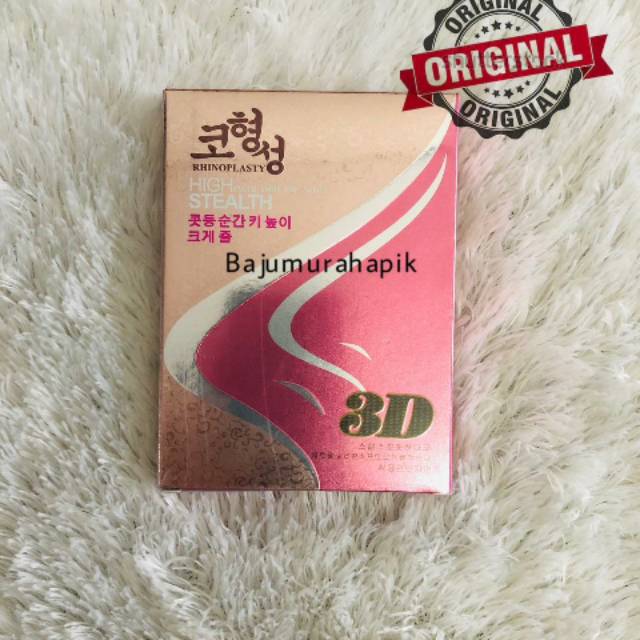 ORIGINAL
ORIGINAL
ORIGINAL
코형성
RHINOPLASTY
HIGH
STEALTH
콧등 순간 키 높이
크게 줄
Bajumurahapik
3D